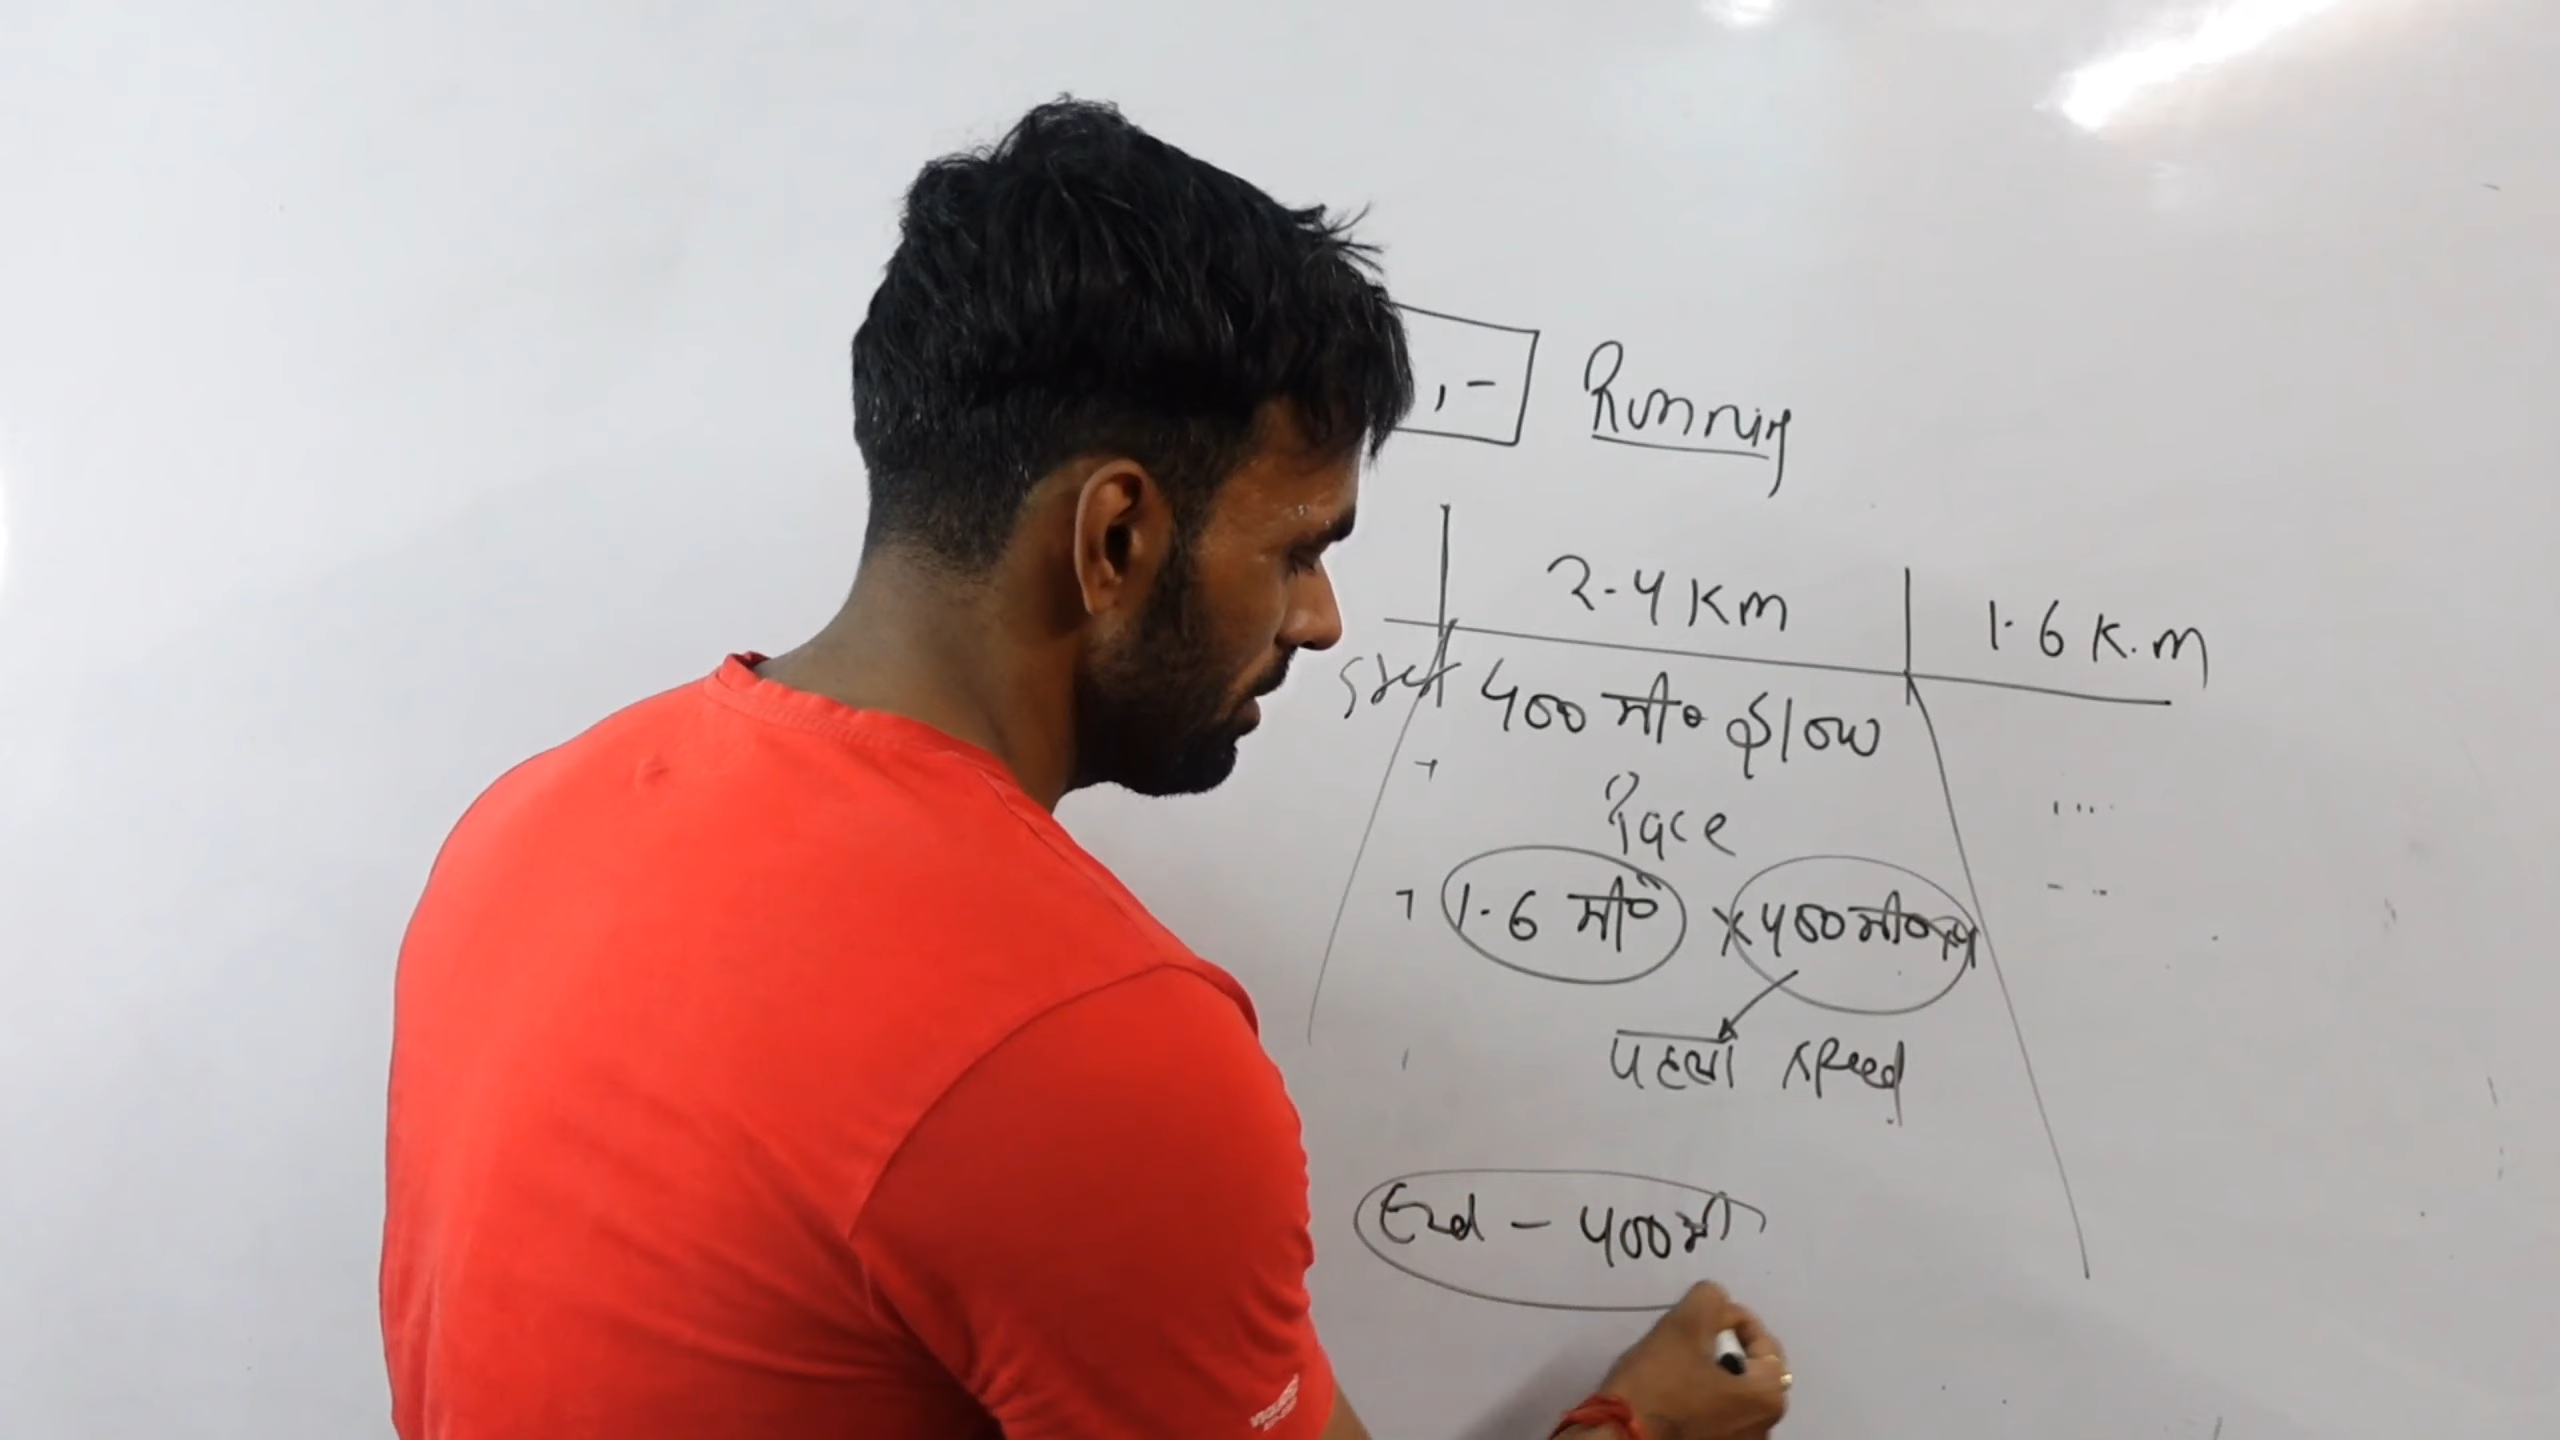 Running
2.4 Km
1.6 K.m
Start 400 मी० Slow
Pace
1.6 मी० x 400 मी०
पहला speed
End - 400 मी